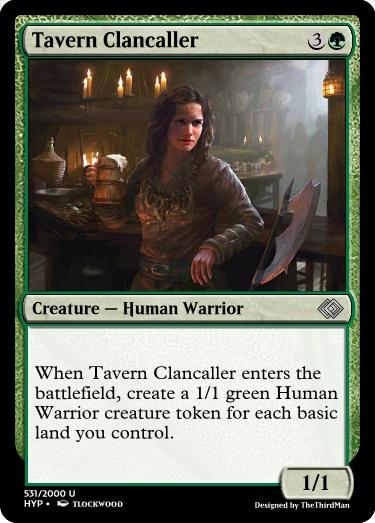 Tavern Clancaller 3
Creature — Human Warrior
When Tavern Clancaller enters the
battlefield, create a 1/1 green Human
Warrior creature token for each basic
land you control.
1/1
531/2000 U
HYP • TLOCKWOOD
Designed by TheThirdMan